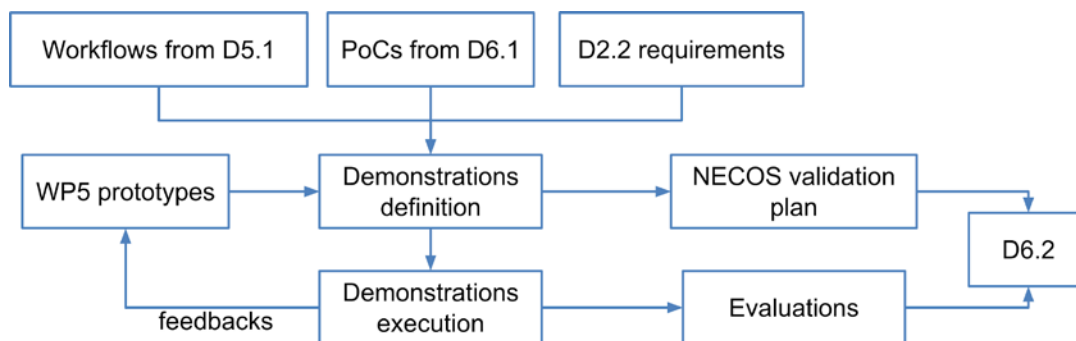 Workflows from D5.1
PoCs from D6.1
D2.2 requirements
WP5 prototypes
Demonstrations
definition
NECOS validation
plan
D6.2
feedbacks
Demonstrations
execution
Evaluations